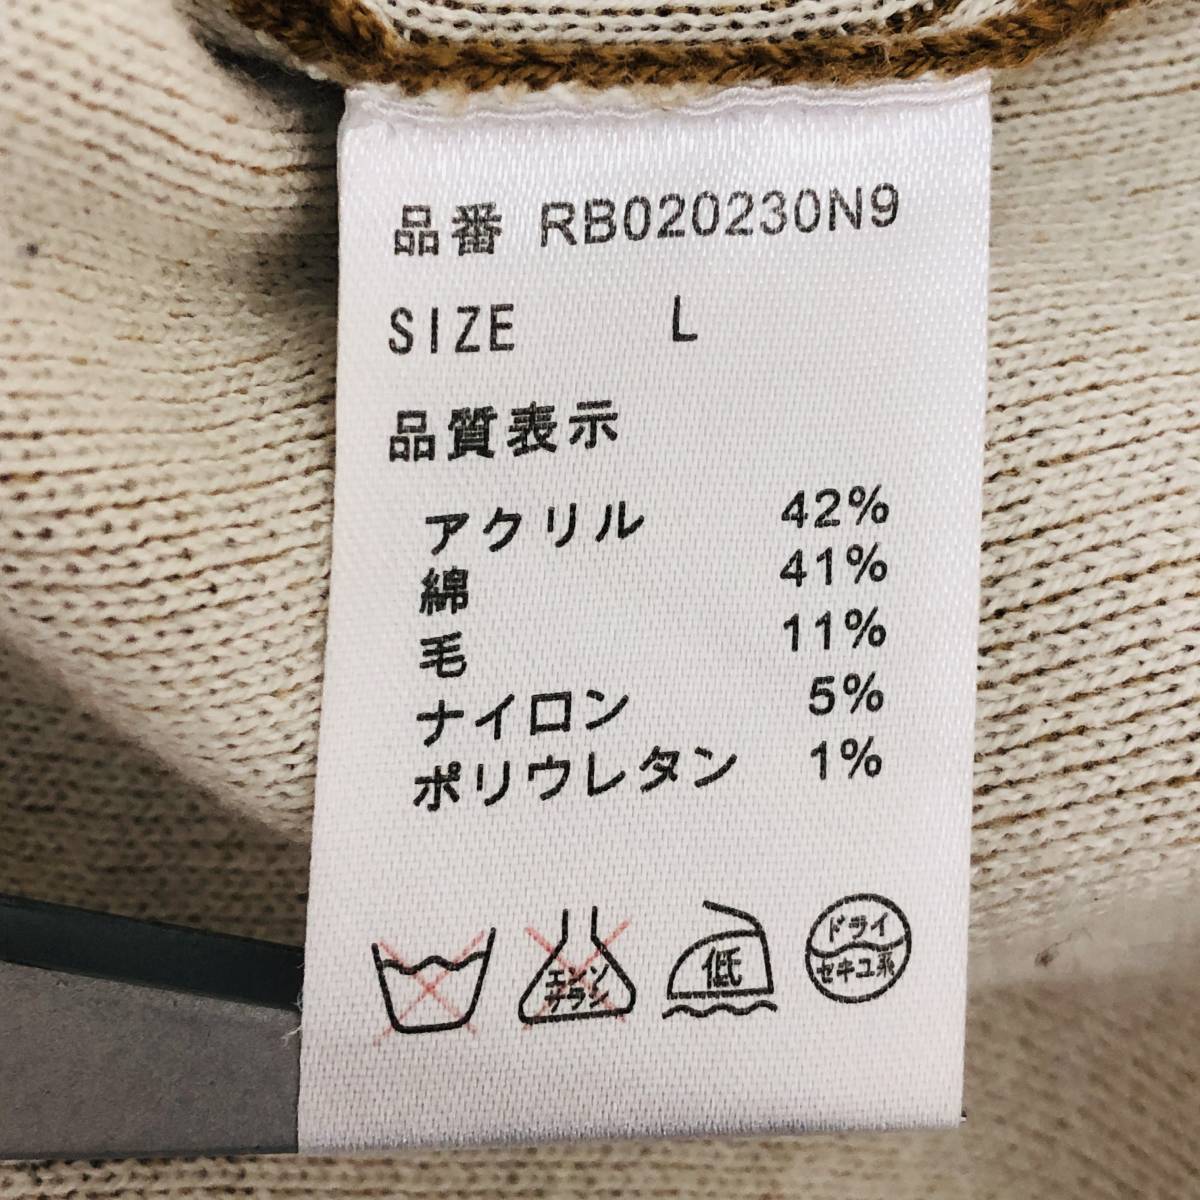 品番 RB020230N9
SIZE L
品質表示
アクリル 42%
綿 41%
毛 11%
ナイロン 5%
ポリウレタン 1%
エンソ
サラシ
低
ドライ
セキユ系